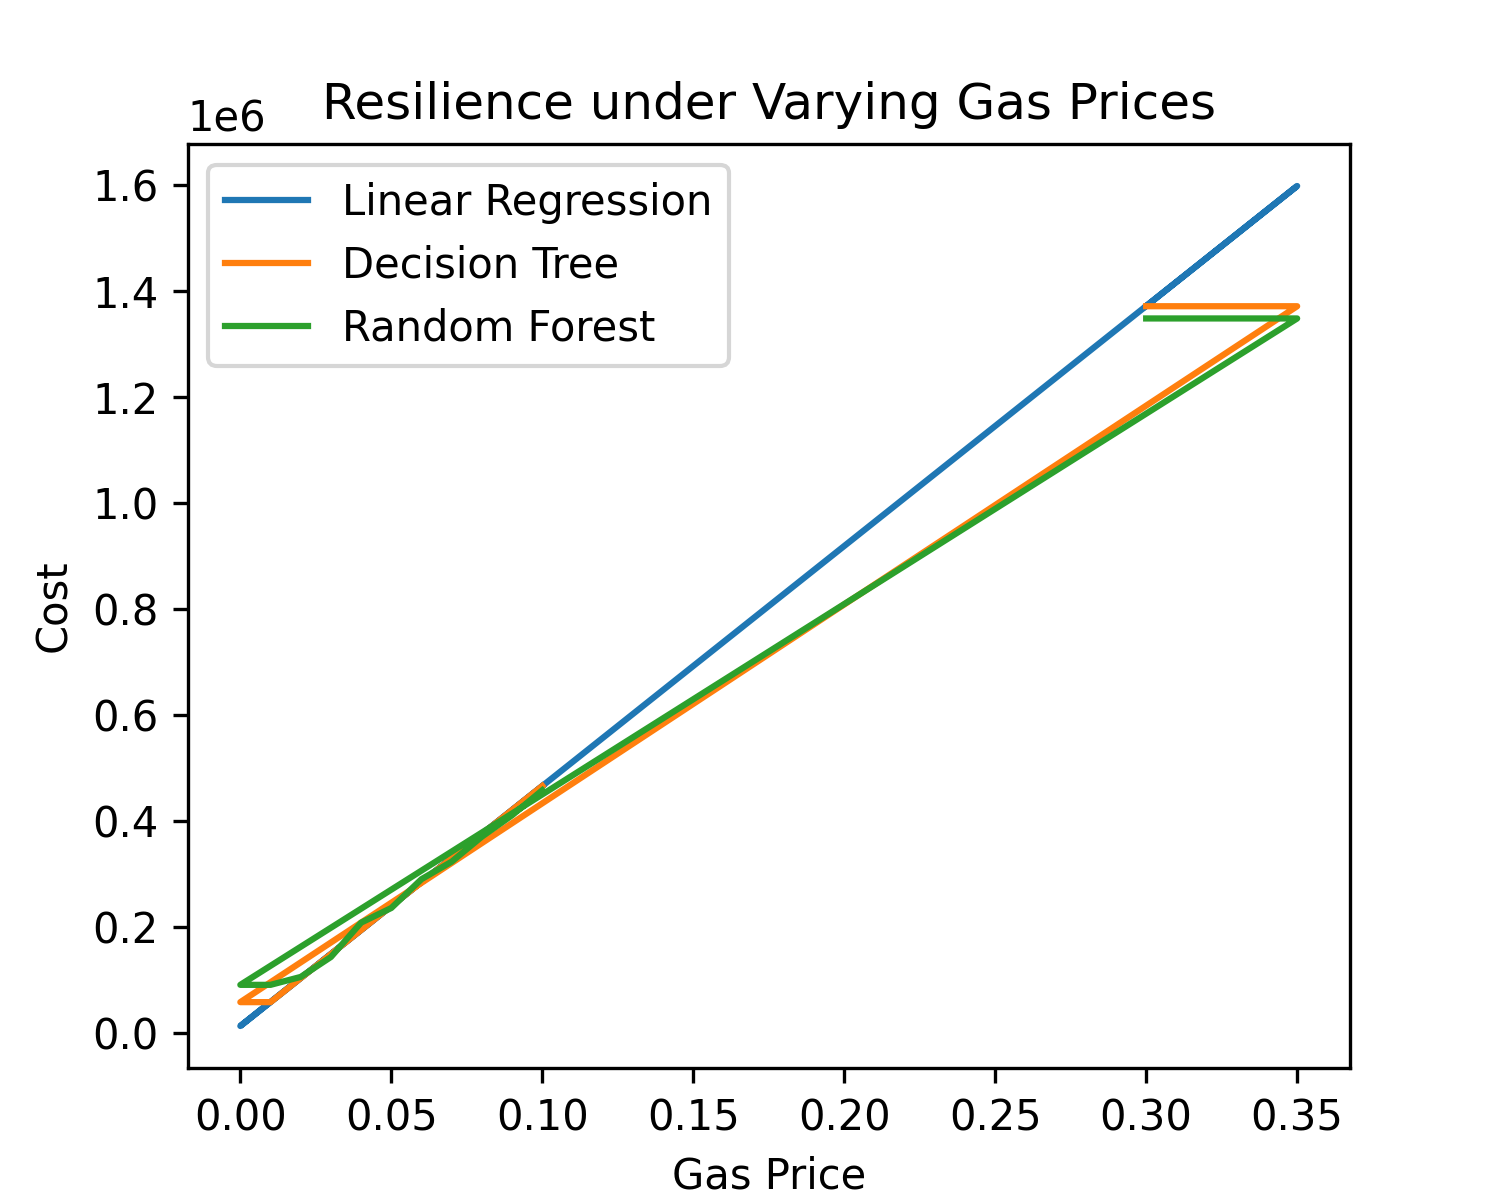 Resilience under Varying Gas Prices
1e6
Linear Regression
Decision Tree
Random Forest
1.6
1.4
1.2
1.0
0.8
0.6
0.4
0.2
0.0
Cost
0.00 0.05 0.10 0.15 0.20 0.25 0.30 0.35
Gas Price